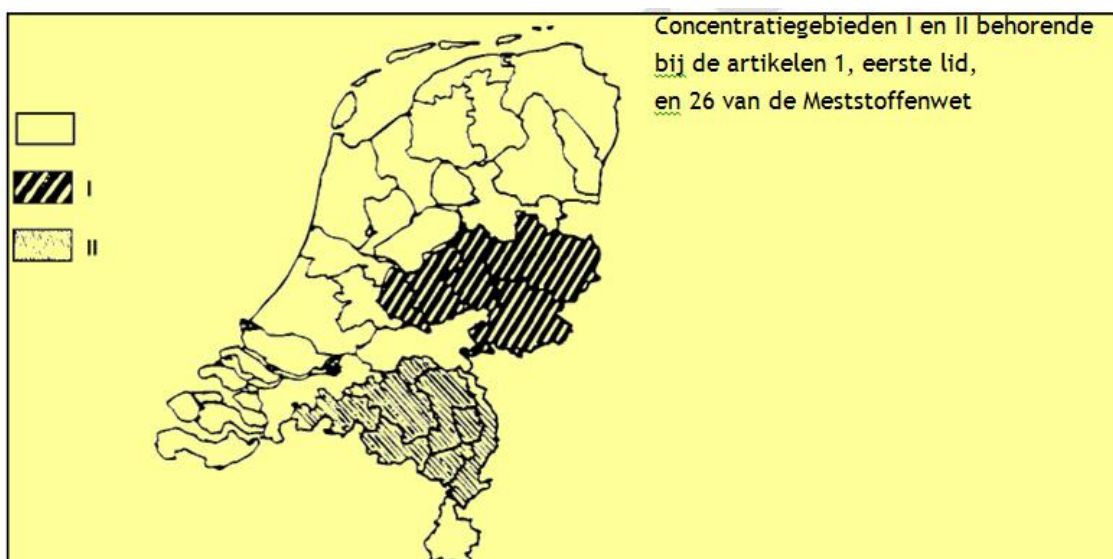 Concentratiegebieden I en II behorende
bij de artikelen 1, eerste lid,
en 26 van de Meststoffenwet
I
II